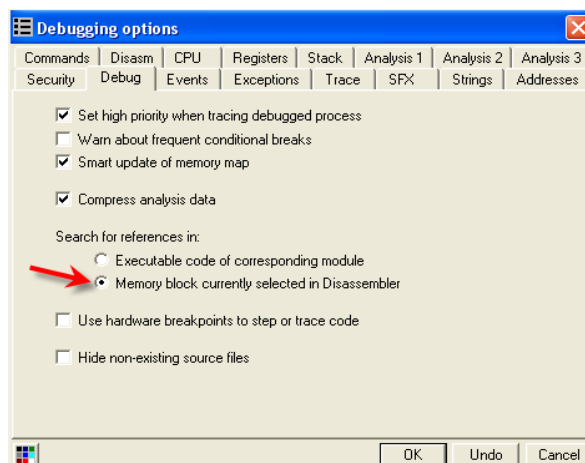 Debugging options
Commands Disasm CPU Registers Stack Analysis 1 Analysis 2 Analysis 3
Security Debug Events Exceptions Trace SFX Strings Addresses
Set high priority when tracing debugged process
Warn about frequent conditional breaks
Smart update of memory map
Compress analysis data
Search for references in:
Executable code of corresponding module
Memory block currently selected in Disassembler
Use hardware breakpoints to step or trace code
Hide non-existing source files
OK Undo Cancel